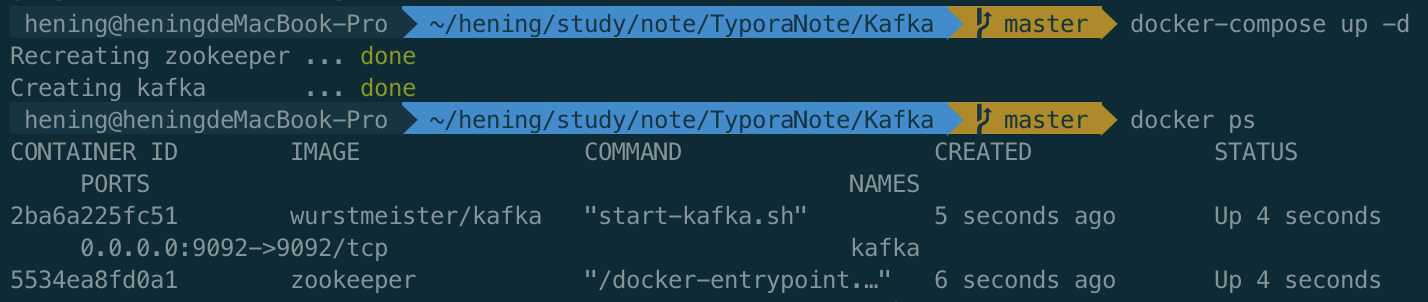 hening@heningdeMacBook-Pro ~/hening/study/note/TyporaNote/Kafka master docker-compose up -d
Recreating zookeeper ... done
Creating kafka     ... done
hening@heningdeMacBook-Pro ~/hening/study/note/TyporaNote/Kafka master docker ps
CONTAINER ID        IMAGE               COMMAND                  CREATED             STATUS
     PORTS                                                  NAMES
2ba6a225fc51        wurstmeister/kafka   "start-kafka.sh"         5 seconds ago       Up 4 seconds
     0.0.0.0:9092->9092/tcp                                 kafka
5534ea8fd0a1        zookeeper            "/docker-entrypoint.…"   6 seconds ago       Up 4 seconds